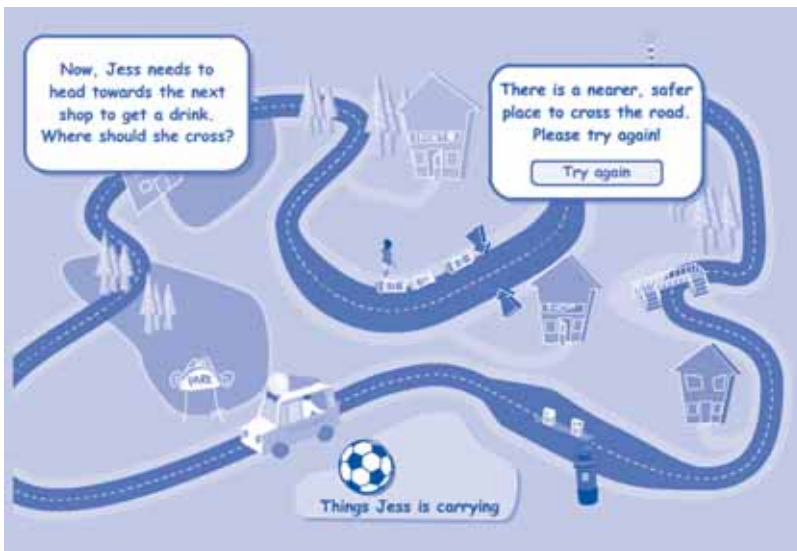 Now, Jess needs to
head towards the next
shop to get a drink.
Where should she cross?
There is a nearer, safer
place to cross the road.
Please try again!
Try again
PARK
Things Jess is carrying